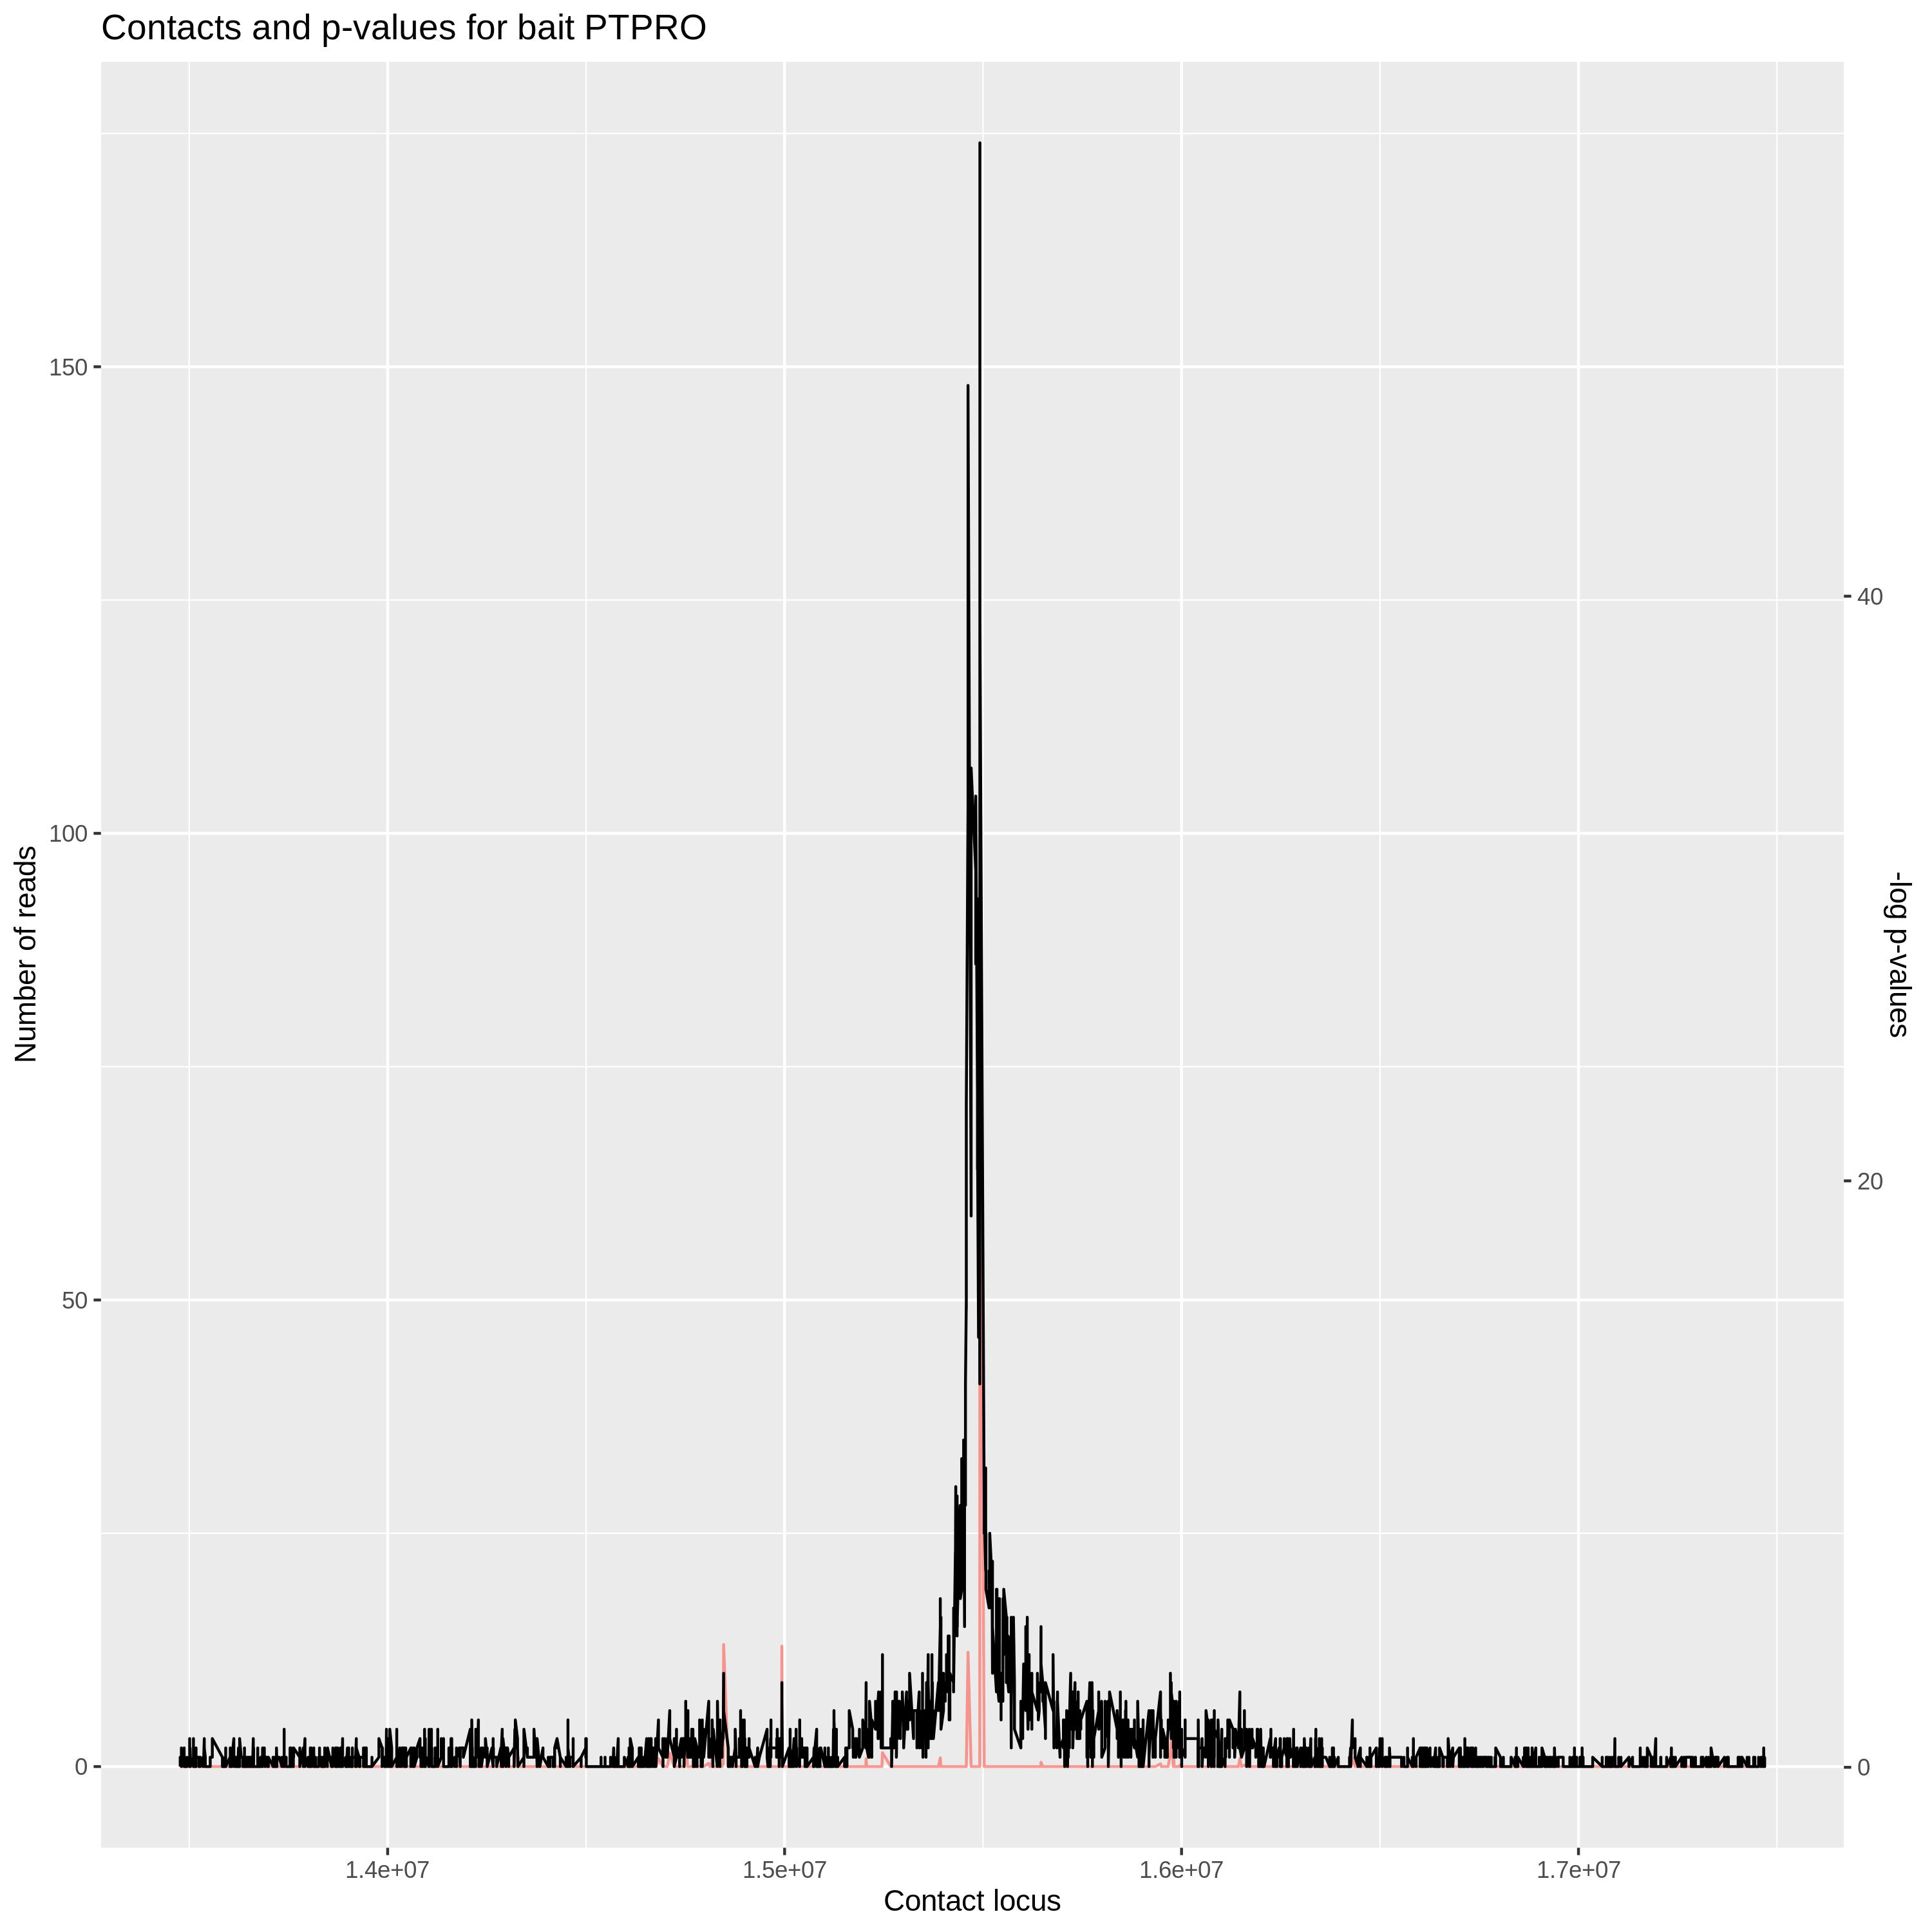 Contacts and p-values for bait PTPRO
150
100
50
0
Number of reads
40
20
0
-log p-values
1.4e+07
1.5e+07
1.6e+07
1.7e+07
Contact locus